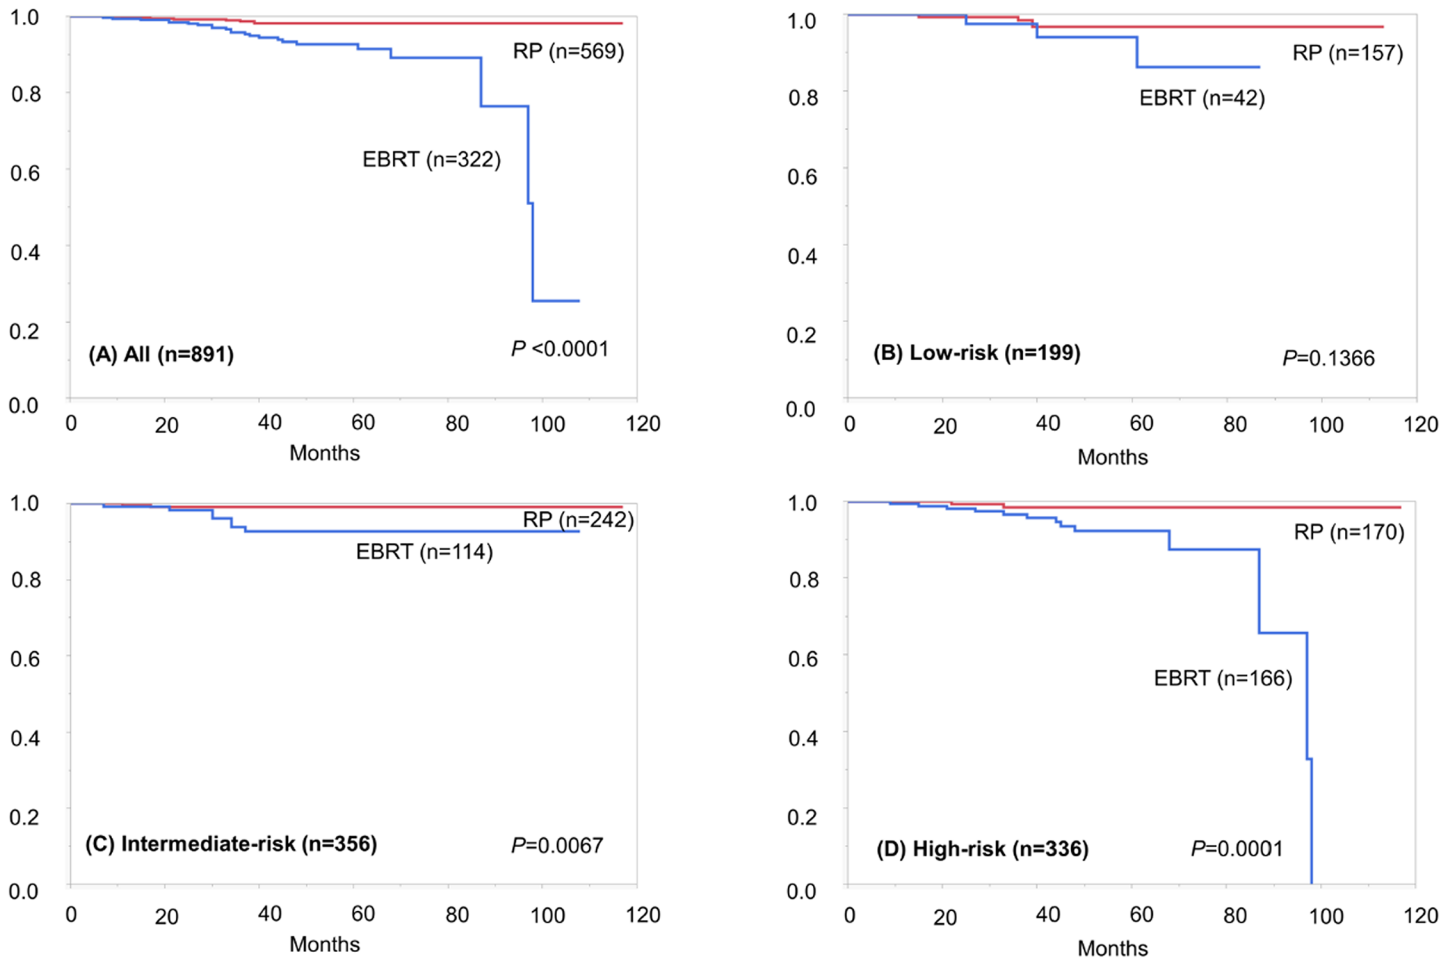 1.0
0.8
0.6
0.4
0.2
0.0
RP (n=569)
EBRT (n=322)
(A) All (n=891)
P <0.0001
0 20 40 60 80 100 120
Months
1.0
0.8
0.6
0.4
0.2
0.0
RP (n=157)
EBRT (n=42)
(B) Low-risk (n=199)
P=0.1366
0 20 40 60 80 100 120
Months
1.0
0.8
0.6
0.4
0.2
0.0
RP (n=242)
EBRT (n=114)
(C) Intermediate-risk (n=356)
P=0.0067
0 20 40 60 80 100 120
Months
1.0
0.8
0.6
0.4
0.2
0.0
RP (n=170)
EBRT (n=166)
(D) High-risk (n=336)
P=0.0001
0 20 40 60 80 100 120
Months